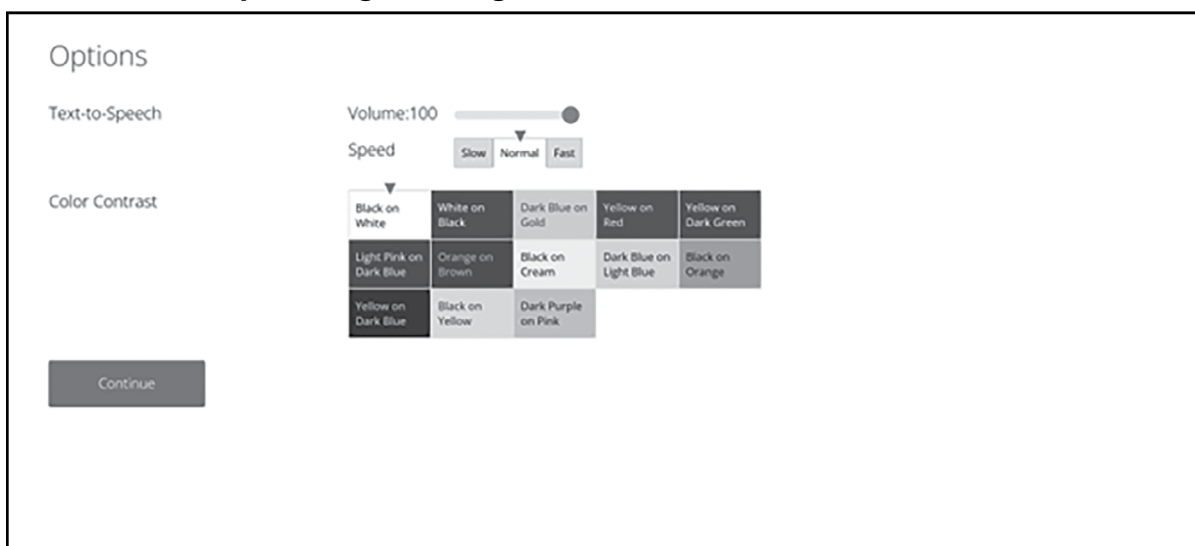 Options
Text-to-Speech
Volume:100
Speed
Slow Normal Fast
Color Contrast
Black on
White
White on
Black
Dark Blue on
Gold
Yellow on
Red
Yellow on
Dark Green
Light Pink on
Dark Blue
Orange on
Brown
Black on
Cream
Dark Blue on
Light Blue
Black on
Orange
Yellow on
Dark Blue
Black on
Yellow
Dark Purple
on Pink
Continue